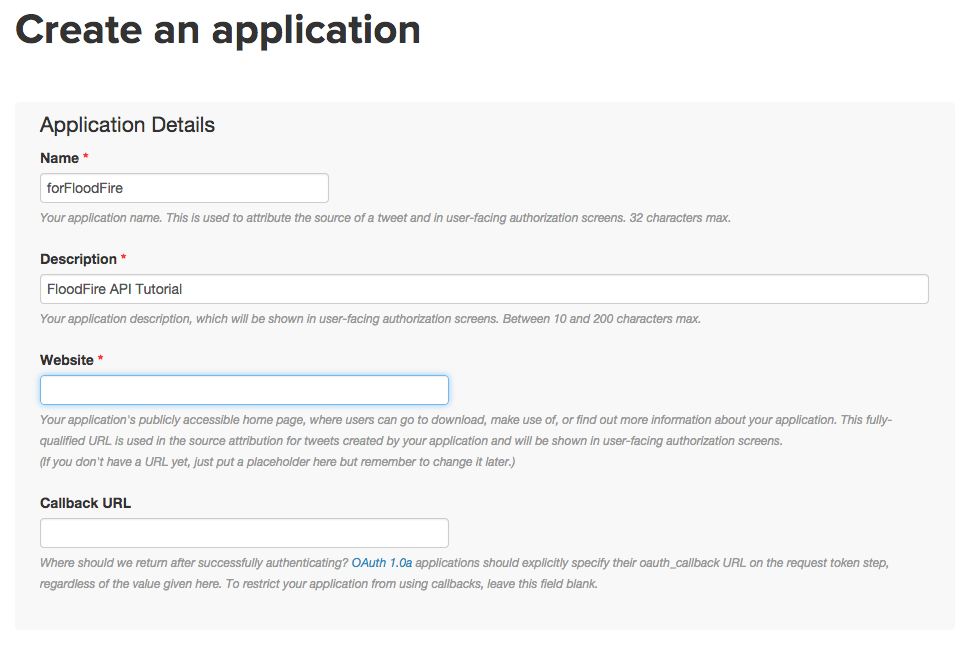 Create an application
Application Details
Name *
forFloodFire
Your application name. This is used to attribute the source of a tweet and in user-facing authorization screens. 32 characters max.
Description *
FloodFire API Tutorial
Your application description, which will be shown in user-facing authorization screens. Between 10 and 200 characters max.
Website *
Your application's publicly accessible home page, where users can go to download, make use of, or find out more information about your application. This fully-
qualified URL is used in the source attribution for tweets created by your application and will be shown in user-facing authorization screens.
(If you don't have a URL yet, just put a placeholder here but remember to change it later.)
Callback URL
Where should we return after successfully authenticating? OAuth 1.0a applications should explicitly specify their oauth_callback URL on the request token step,
regardless of the value given here. To restrict your application from using callbacks, leave this field blank.